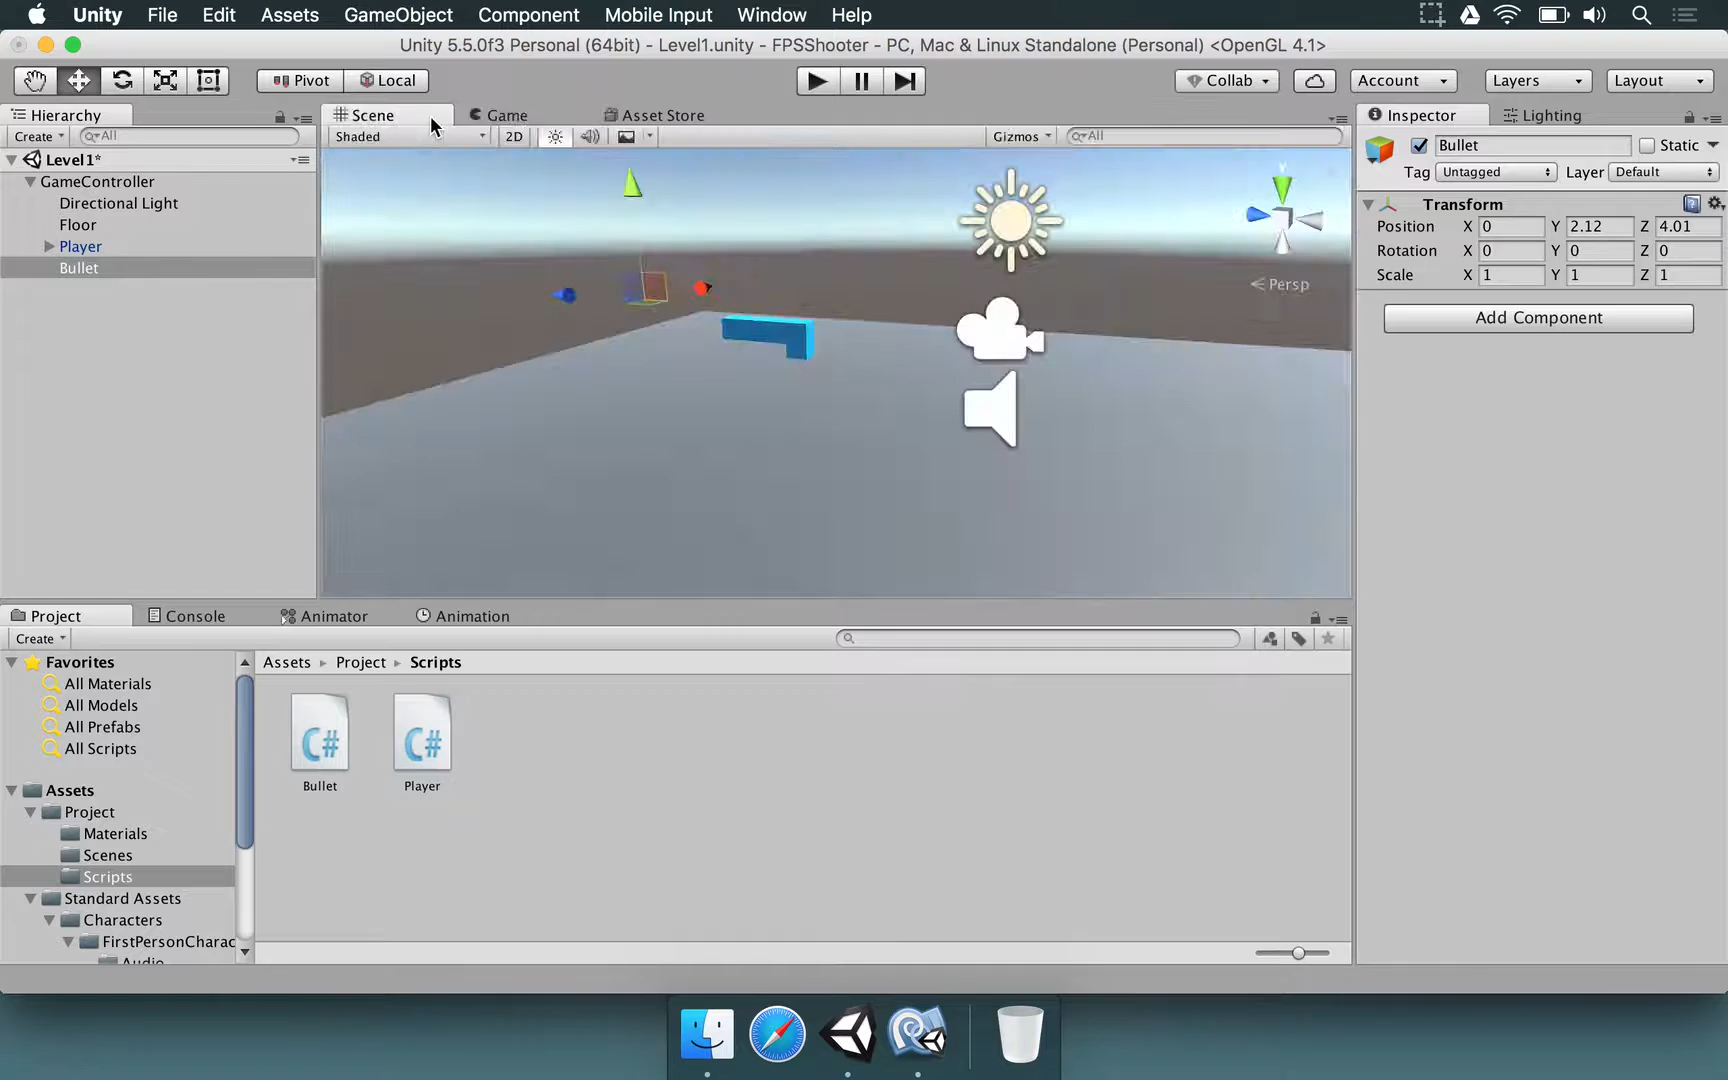 Unity File Edit Assets GameObject Component Mobile Input Window Help
Unity 5.5.0f3 Personal (64bit) - Level1.unity - FPSShooter - PC, Mac & Linux Standalone (Personal) <OpenGL 4.1>
Pivot Local Collab Account Layers Layout
Hierarchy
Create All
Level1*
GameController
Directional Light
Floor
Player
Bullet
Scene Game Asset Store
Shaded 2D Gizmos All
Y
Persp
Inspector Lighting
Bullet Static
Tag Untagged Layer Default
Transform
Position X 0 Y 2.12 Z 4.01
Rotation X 0 Y 0 Z 0
Scale X 1 Y 1 Z 1
Add Component
Project Console Animator Animation
Create
Favorites
All Materials
All Models
All Prefabs
All Scripts
Assets
Project
Materials
Scenes
Scripts
Standard Assets
Characters
FirstPersonCharac
Audio
Assets Project Scripts
C# C#
Bullet Player